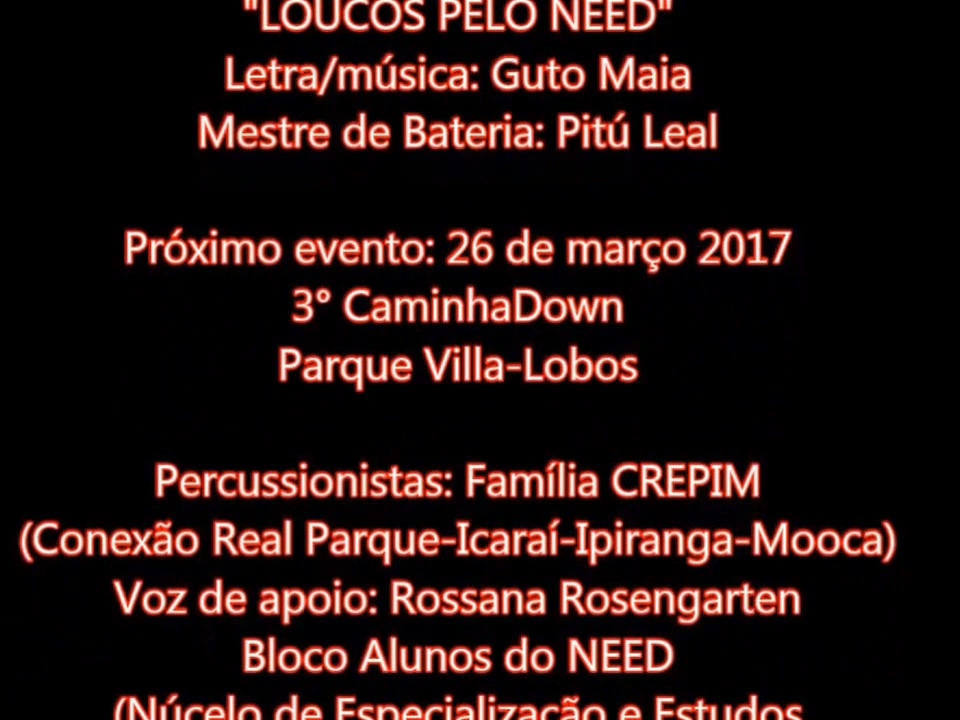 "LOUCOS PELO NEED"
Letra/música: Guto Maia
Mestre de Bateria: Pitú Leal
Próximo evento: 26 de março 2017
3° CaminhaDown
Parque Villa-Lobos
Percussionistas: Família CREPIM
(Conexão Real Parque-Icaraí-Ipiranga-Mooca)
Voz de apoio: Rossana Rosengarten
Bloco Alunos do NEED
(Núcelo de Especialização e Estudos